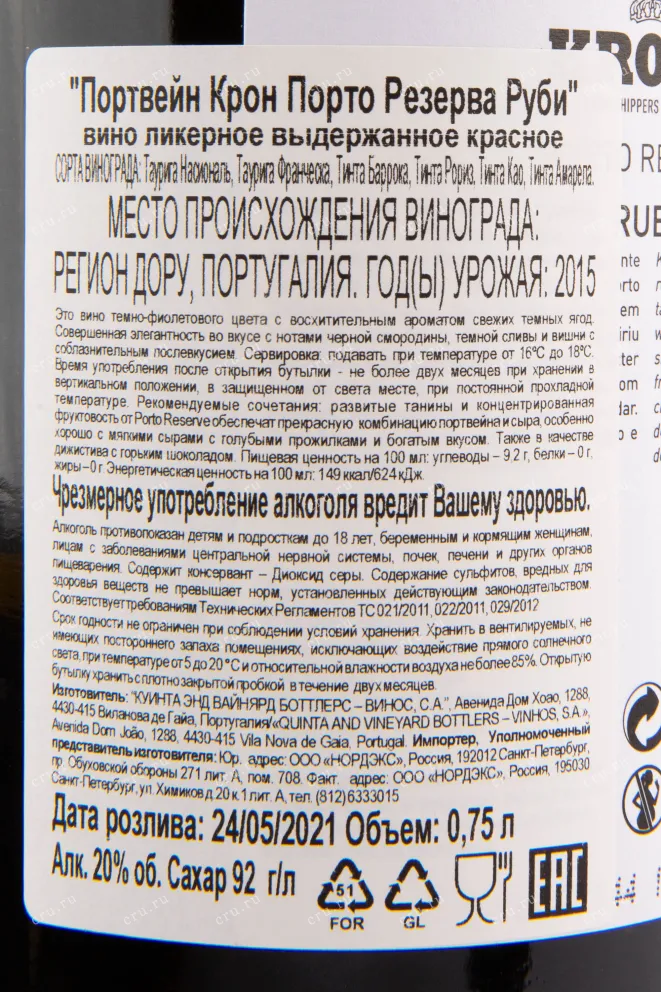 "Портвейн Крон Порто Резерва Руби"
вино ликерное выдержанное красное
СОРТА ВИНОГРАДА: Таурига Насиональ, Таурига Франческа, Тинта Баррока, Тинта Рориз, Тинта Као, Тинта Амарела.
МЕСТО ПРОИСХОЖДЕНИЯ ВИНОГРАДА:
РЕГИОН ДОРУ, ПОРТУГАЛИЯ. ГОД(Ы) УРОЖАЯ: 2015
Это вино темно-фиолетового цвета с восхитительным ароматом свежих темных ягод.
Совершенная элегантность во вкусе с нотами черной смородины, темной сливы и вишни с
соблазнительным послевкусием. Сервировка: подавать при температуре от 16°С до 18°С.
Время употребления после открытия бутылки - не более двух месяцев при хранении в
вертикальном положении, в защищенном от света месте, при постоянной прохладной
температуре. Рекомендуемые сочетания: развитые танины и концентрированная
фруктовость от Porto Reserve обеспечат прекрасную комбинацию портвейна и сыра, особенно
хорошо с мягкими сырами с голубыми прожилками и богатым вкусом. Также в качестве
дижистива с горьким шоколадом. Пищевая ценность на 100 мл: углеводы – 9,2 г, белки – 0 г,
жиры – 0 г. Энергетическая ценность на 100 мл: 149 ккал/624 кДж.
Чрезмерное употребление алкоголя вредит Вашему здоровью.
Алкоголь противопоказан детям и подросткам до 18 лет, беременным и кормящим женщинам,
лицам с заболеваниями центральной нервной системы, почек, печени и других органов
пищеварения. Содержит консервант – Диоксид серы. Содержание сульфитов, вредных для
здоровья веществ не превышает норм, установленных действующим законодательством.
Соответствует требованиям Технических Регламентов ТС 021/2011, 022/2011, 029/2012
Срок годности не ограничен при соблюдении условий хранения. Хранить в вентилируемых, не
имеющих постороннего запаха помещениях, исключающих воздействие прямого солнечного
света, при температуре от 5 до 20 °С и относительной влажности воздуха не более 85%. Открытую
бутылку хранить с плотно закрытой пробкой в течение двух месяцев.
Изготовитель: "КУИНТА ЭНД ВАЙНЯРД БОТТЛЕРС – ВИНОС, С.А.", Авенида Дом Хоао, 1288,
4430-415 Виланова де Гайа, Португалия/«QUINTA AND VINEYARD BOTTLERS – VINHOS, S.A.»,
Avenida Dom João, 1288, 4430-415 Vila Nova de Gaia, Portugal. Импортер, Уполномоченный
представитель изготовителя: Юр. адрес: ООО «НОРДЭКС», Россия, 192012 Санкт-Петербург,
пр. Обуховской обороны 271 лит. А, пом. 708. Факт. адрес: ООО «НОРДЭКС», Россия, 195030
Санкт-Петербург, ул. Химиков д. 20 к.1 лит. А, тел. (812) 6333015
Дата розлива: 24/05/2021 Объем: 0,75 л
Алк. 20% об. Сахар 92 г/л
51
FOR
GL
EAC
KRO
HIPPERS